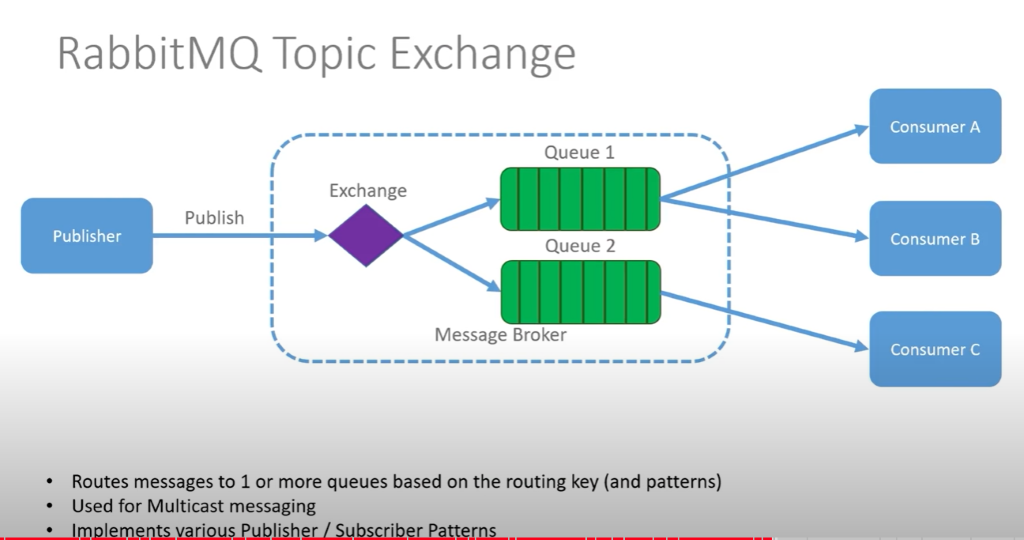 RabbitMQ Topic Exchange
Consumer A
Queue 1
Exchange
Publish
Publisher
Consumer B
Queue 2
Message Broker
Consumer C
• Routes messages to 1 or more queues based on the routing key (and patterns)
• Used for Multicast messaging
• Implements various Publisher / Subscriber Patterns